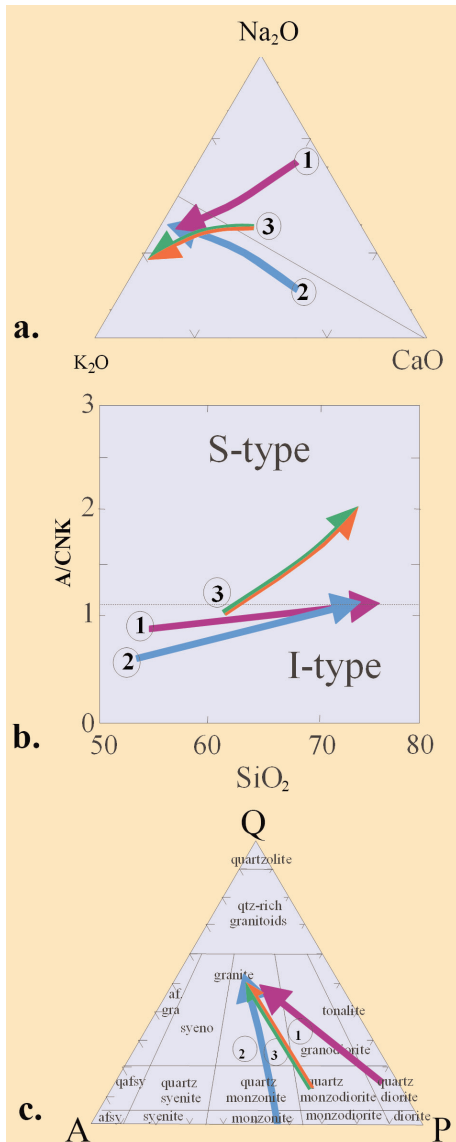 Na₂O
1
3
2
a.
K₂O
CaO
3
S-type
2
A/CNK
3
1
1
2
I-type
0
b.
50
60
70
80
SiO₂
Q
quartzolite
qtz-rich
granitoids
granite
af.
gra
tonalite
syeno
1
2
3
granodiorite
qafsy
quartz
syenite
quartz
monzonite
quartz
monzodiorite
quartz
diorite
c.
afsy
syenite
monzonite
monzodiorite
diorite
A
P